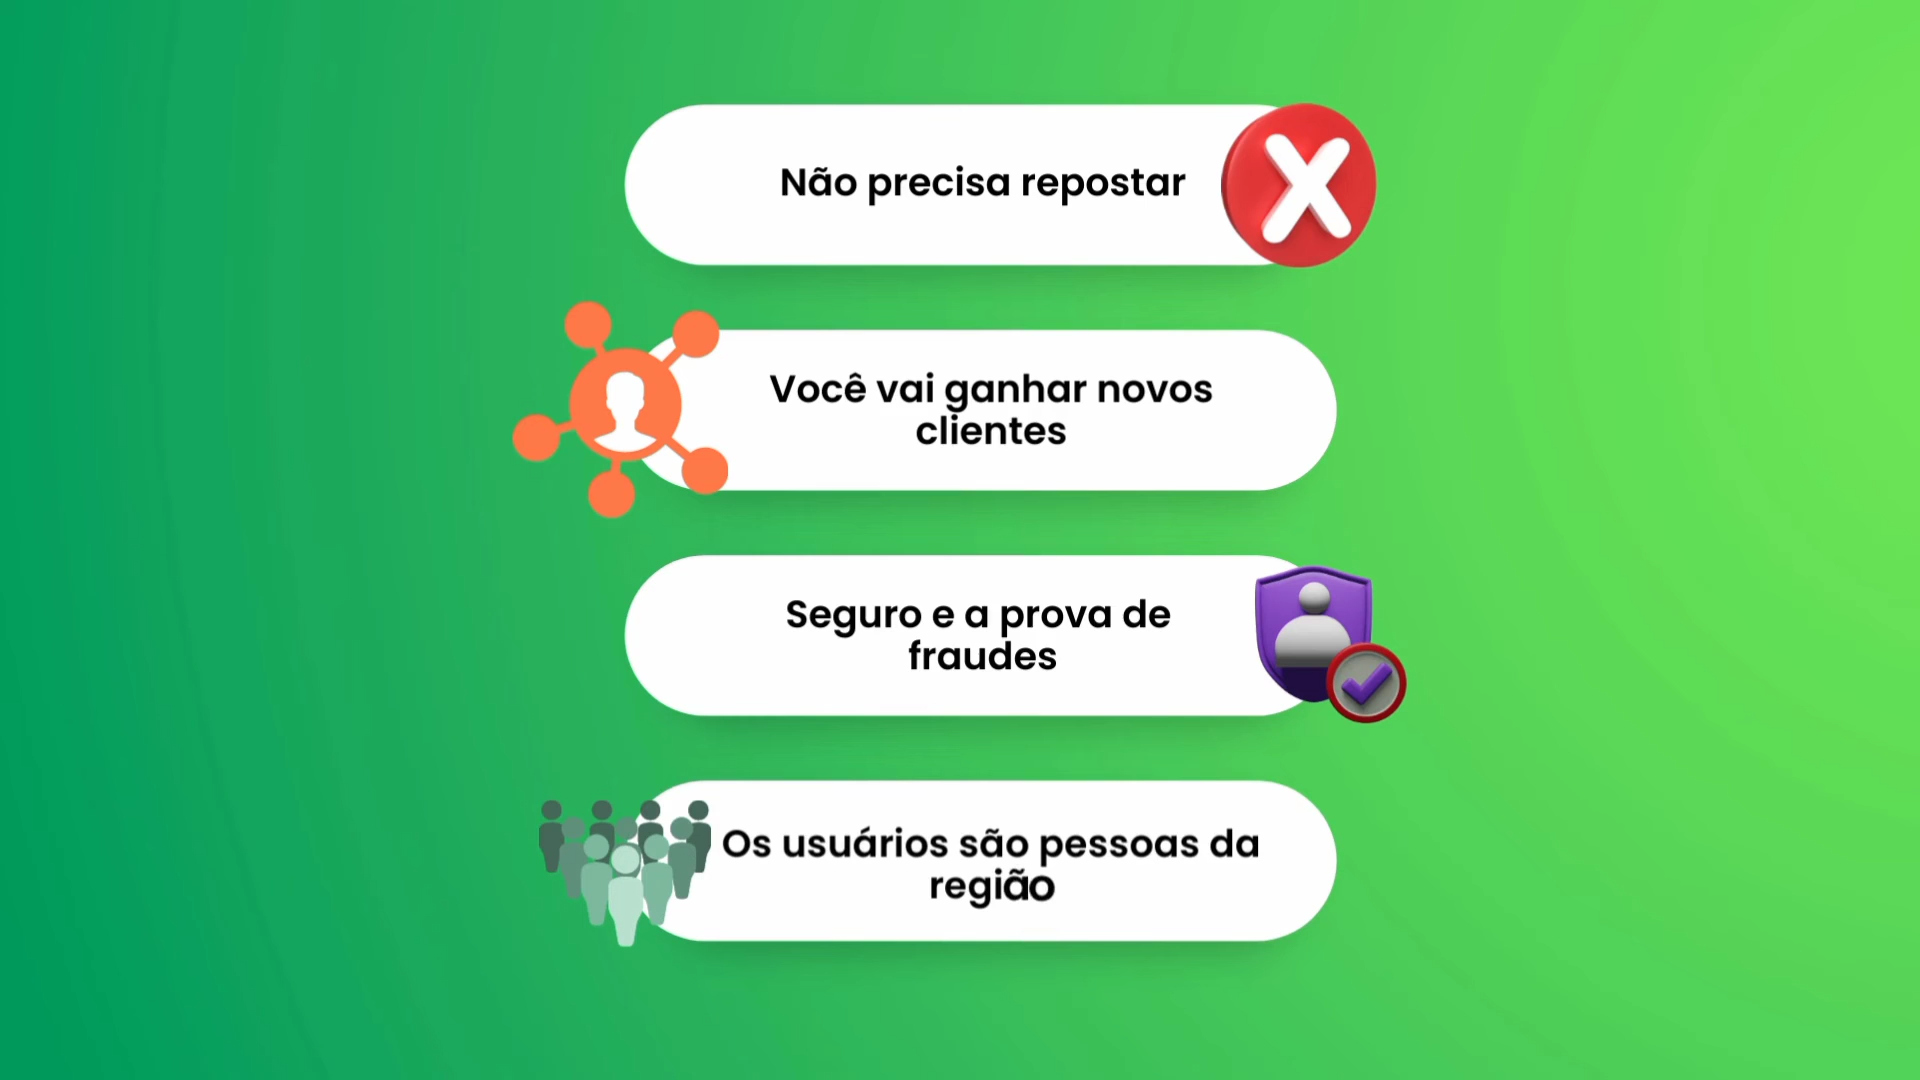 Não precisa repostar
Você vai ganhar novos
clientes
Seguro e a prova de
fraudes
Os usuários são pessoas da
região